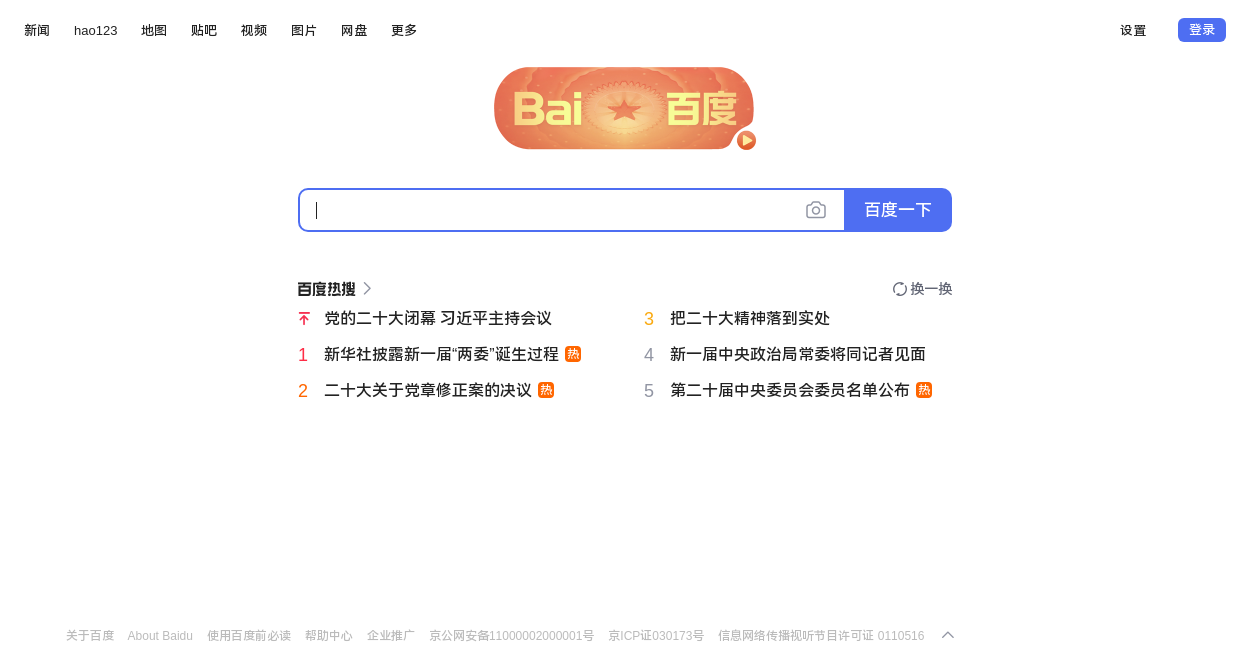 新闻 hao123 地图 贴吧 视频 图片 网盘 更多 设置 登录
Bai 百度
百度一下
百度热搜 换一换
党的二十大闭幕 习近平主持会议
3 把二十大精神落到实处
1 新华社披露新一届“两委”诞生过程 热
4 新一届中央政治局常委将同记者见面
2 二十大关于党章修正案的决议 热
5 第二十届中央委员会委员名单公布 热
关于百度 About Baidu 使用百度前必读 帮助中心 企业推广 京公网安备11000002000001号 京ICP证030173号 信息网络传播视听节目许可证 0110516